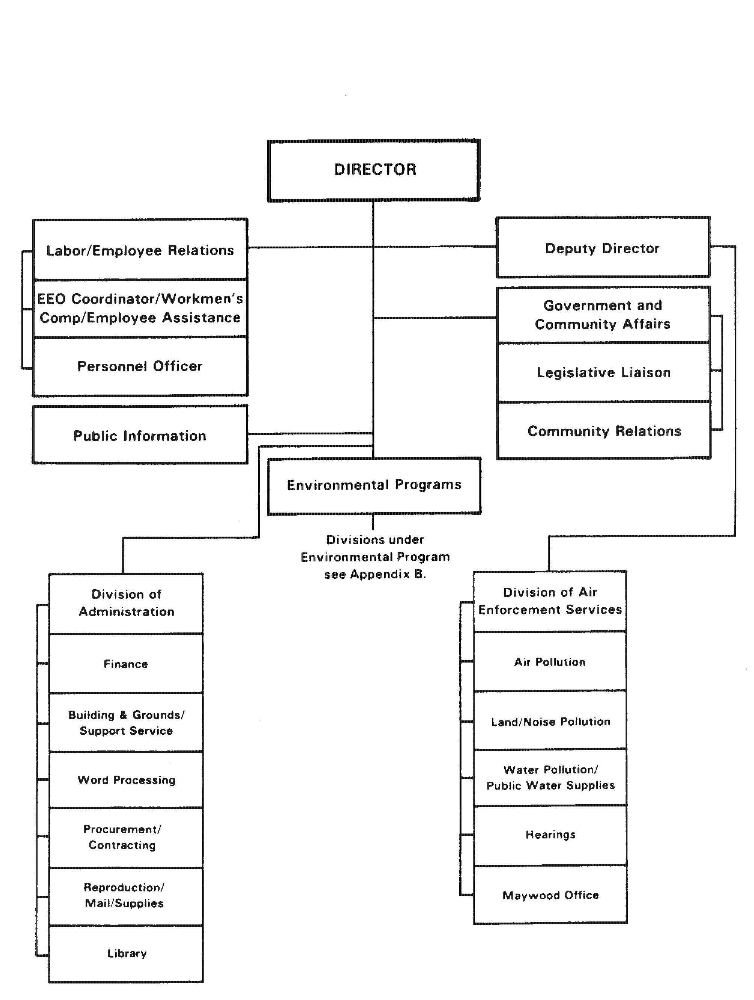 DIRECTOR
Labor/Employee Relations
EEO Coordinator/Workmen's
Comp/Employee Assistance
Personnel Officer
Public Information
Deputy Director
Government and
Community Affairs
Legislative Liaison
Community Relations
Environmental Programs
Divisions under
Environmental Program
see Appendix B.
Division of
Administration
Finance
Building & Grounds/
Support Service
Word Processing
Procurement/
Contracting
Reproduction/
Mail/Supplies
Library
Division of Air
Enforcement Services
Air Pollution
Land/Noise Pollution
Water Pollution/
Public Water Supplies
Hearings
Maywood Office